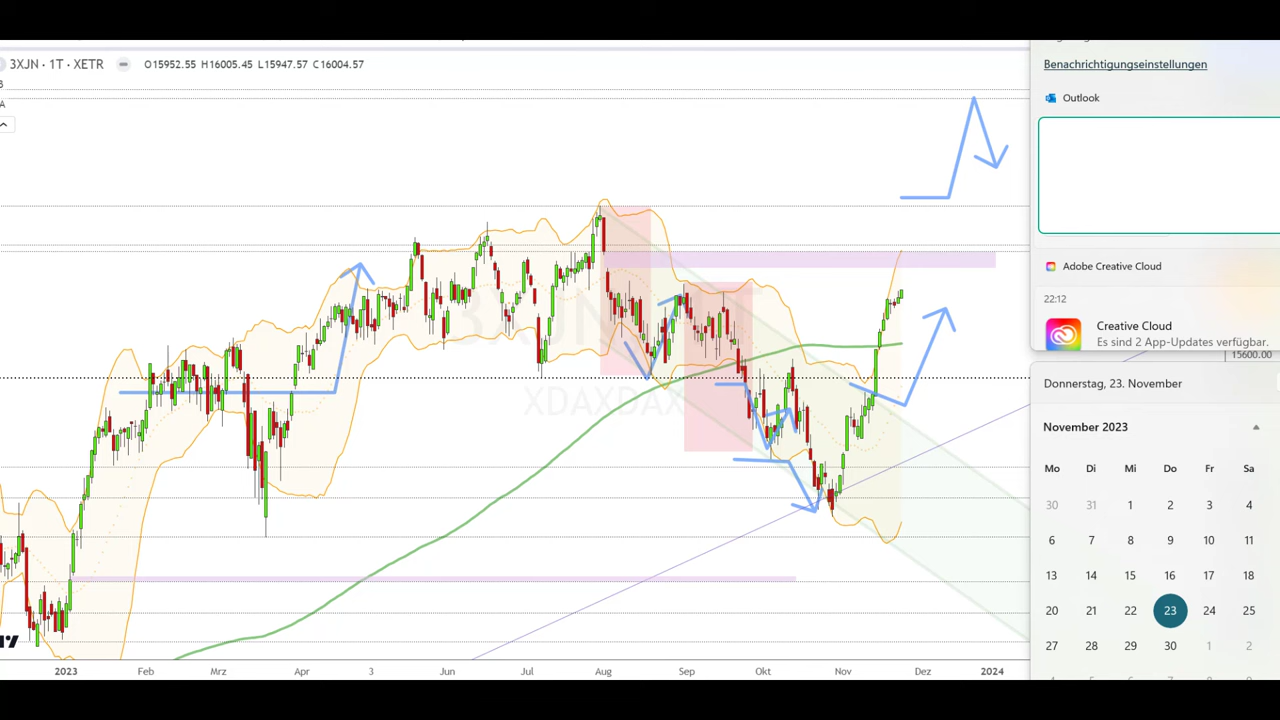 3XJN · 1T · XETR O15952.55 H16005.45 L15947.57 C16004.57
B
A
3XJN
XDAXDAX
2023 Feb Mrz Apr 3 Jun Jul Aug Sep Okt Nov Dez 2024
Benachrichtigungseinstellungen
Outlook
Adobe Creative Cloud
22:12
Creative Cloud
Es sind 2 App-Updates verfügbar.
15600.00
Donnerstag, 23. November
November 2023
Mo Di Mi Do Fr Sa
30 31 1 2 3 4
6 7 8 9 10 11
13 14 15 16 17 18
20 21 22 23 24 25
27 28 29 30 1 2